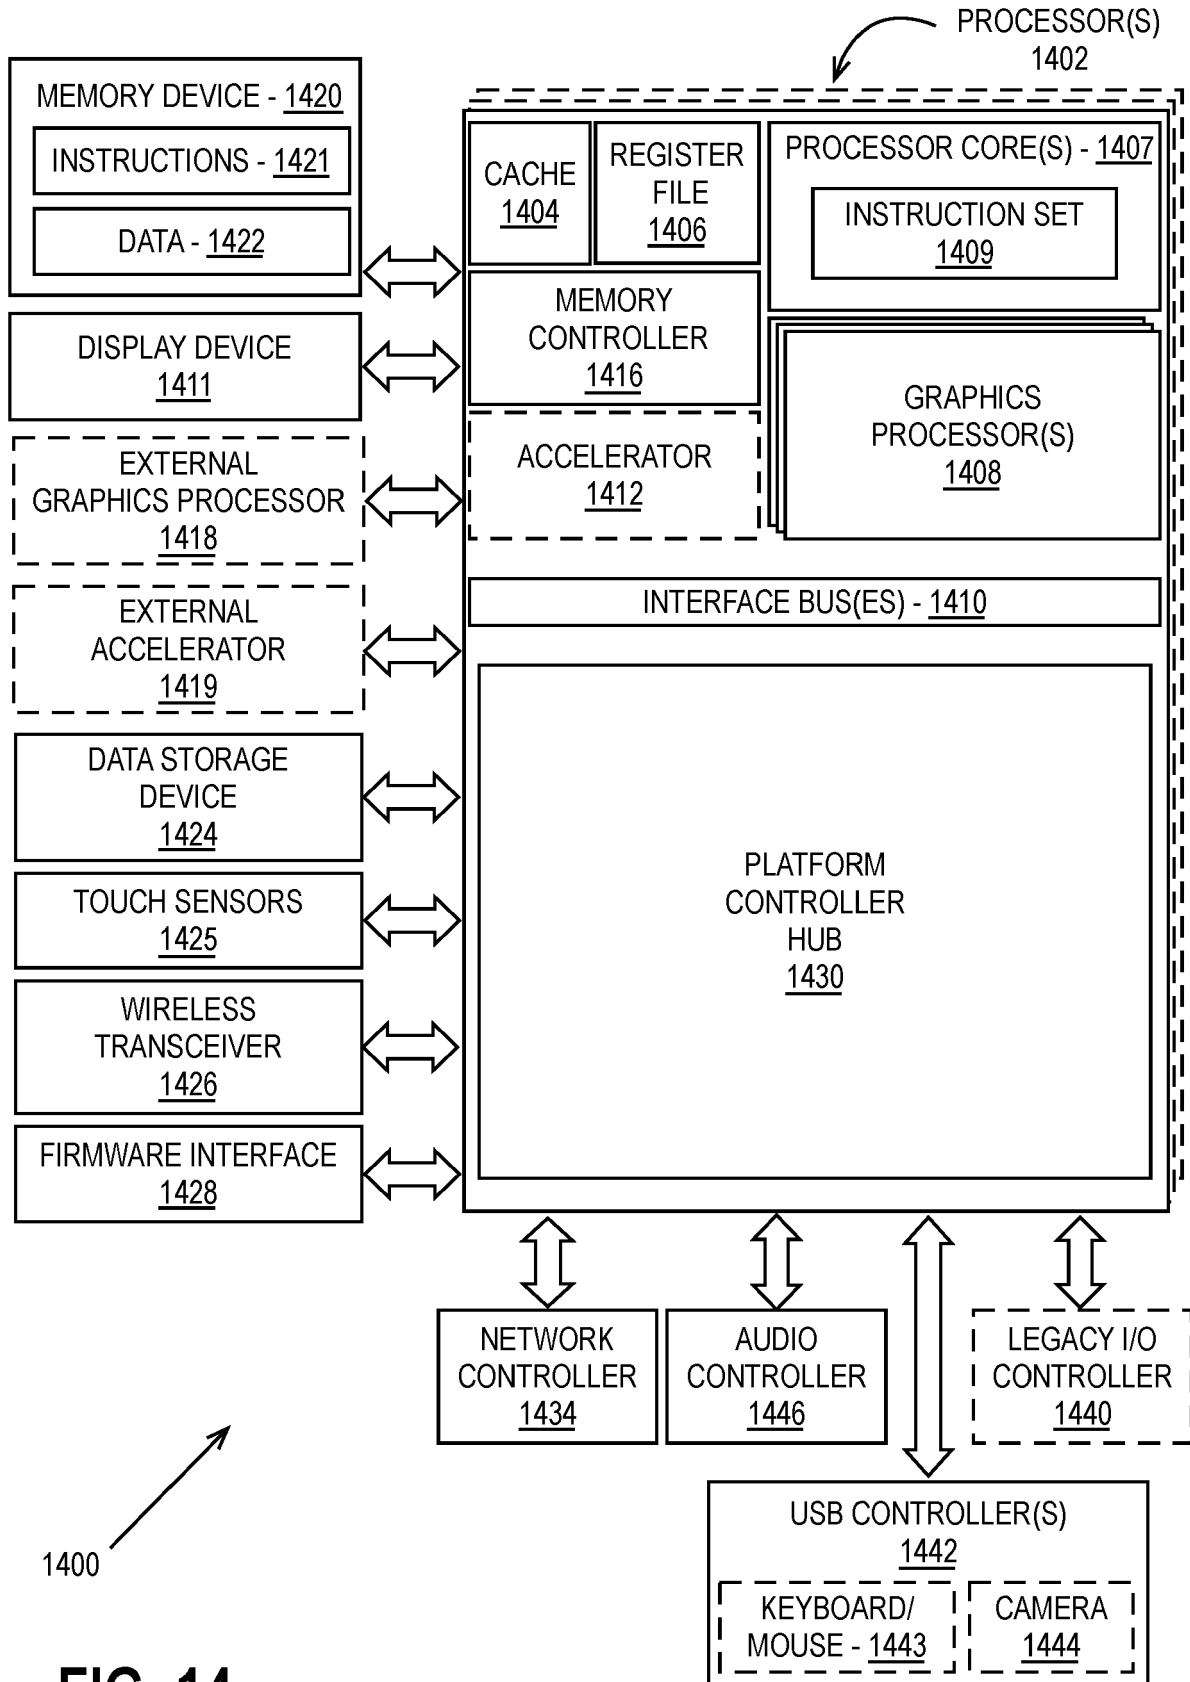 PROCESSOR(S)
1402
MEMORY DEVICE - 1420
INSTRUCTIONS - 1421
DATA - 1422
CACHE
1404
REGISTER
FILE
1406
PROCESSOR CORE(S) - 1407
INSTRUCTION SET
1409
MEMORY
CONTROLLER
1416
DISPLAY DEVICE
1411
GRAPHICS
PROCESSOR(S)
1408
ACCELERATOR
1412
EXTERNAL
GRAPHICS PROCESSOR
1418
INTERFACE BUS(ES) - 1410
EXTERNAL
ACCELERATOR
1419
DATA STORAGE
DEVICE
1424
PLATFORM
CONTROLLER
HUB
1430
TOUCH SENSORS
1425
WIRELESS
TRANSCEIVER
1426
FIRMWARE INTERFACE
1428
NETWORK
CONTROLLER
1434
AUDIO
CONTROLLER
1446
LEGACY I/O
CONTROLLER
1440
USB CONTROLLER(S)
1442
KEYBOARD/
MOUSE - 1443
CAMERA
1444
1400
FIG. 14